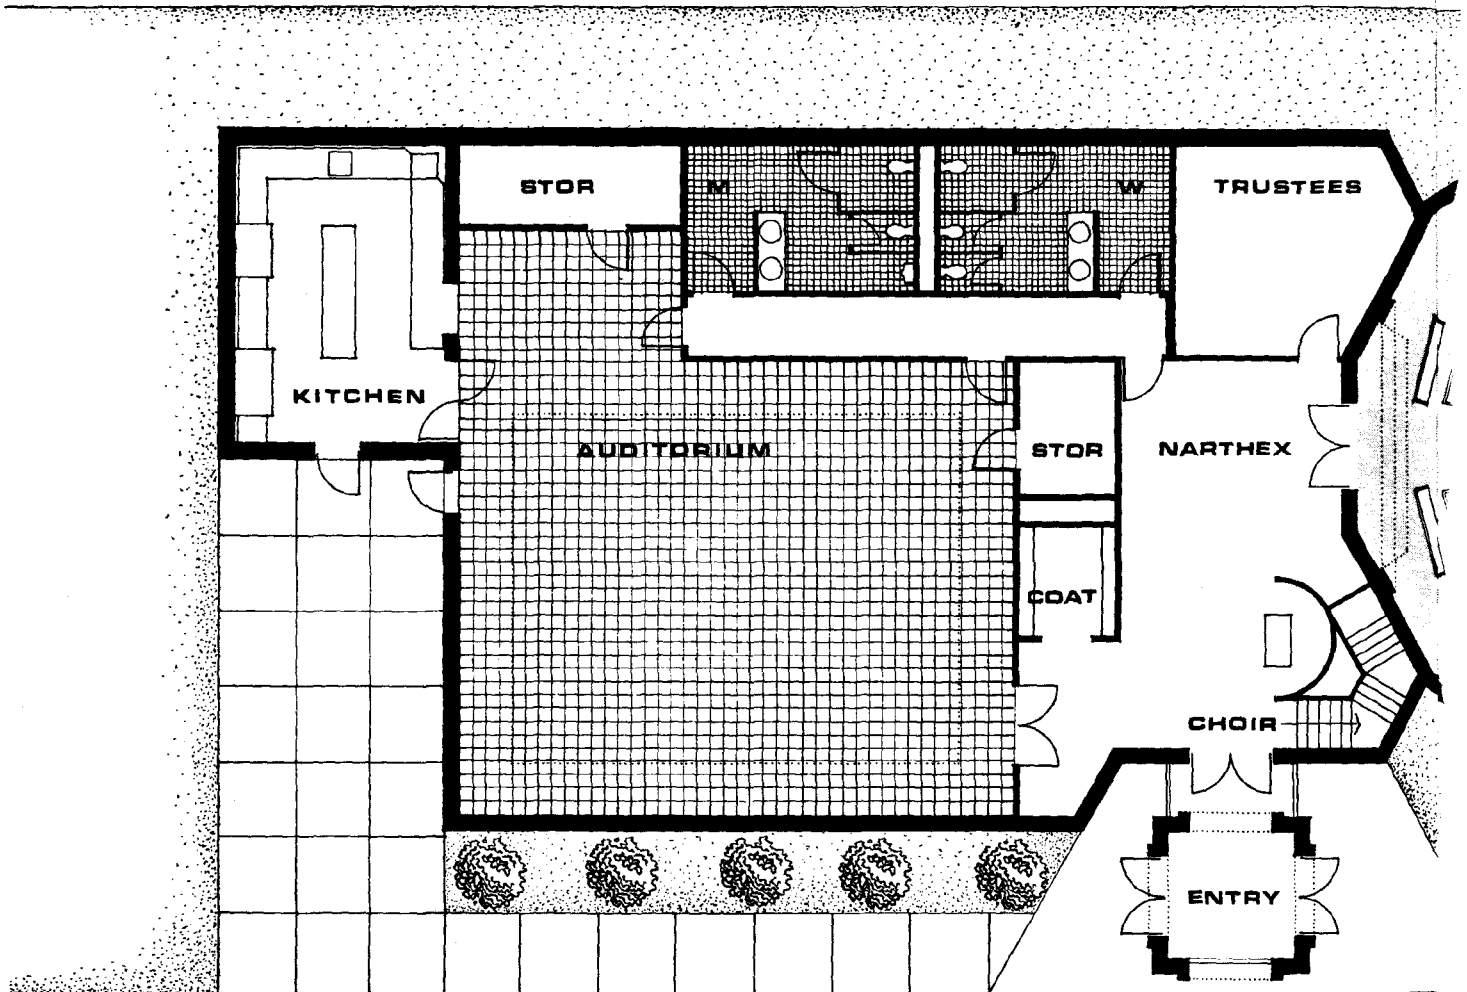 STOR
M
W
TRUSTEES
KITCHEN
AUDITORIUM
STOR
NARTHEX
COAT
CHOIR
ENTRY